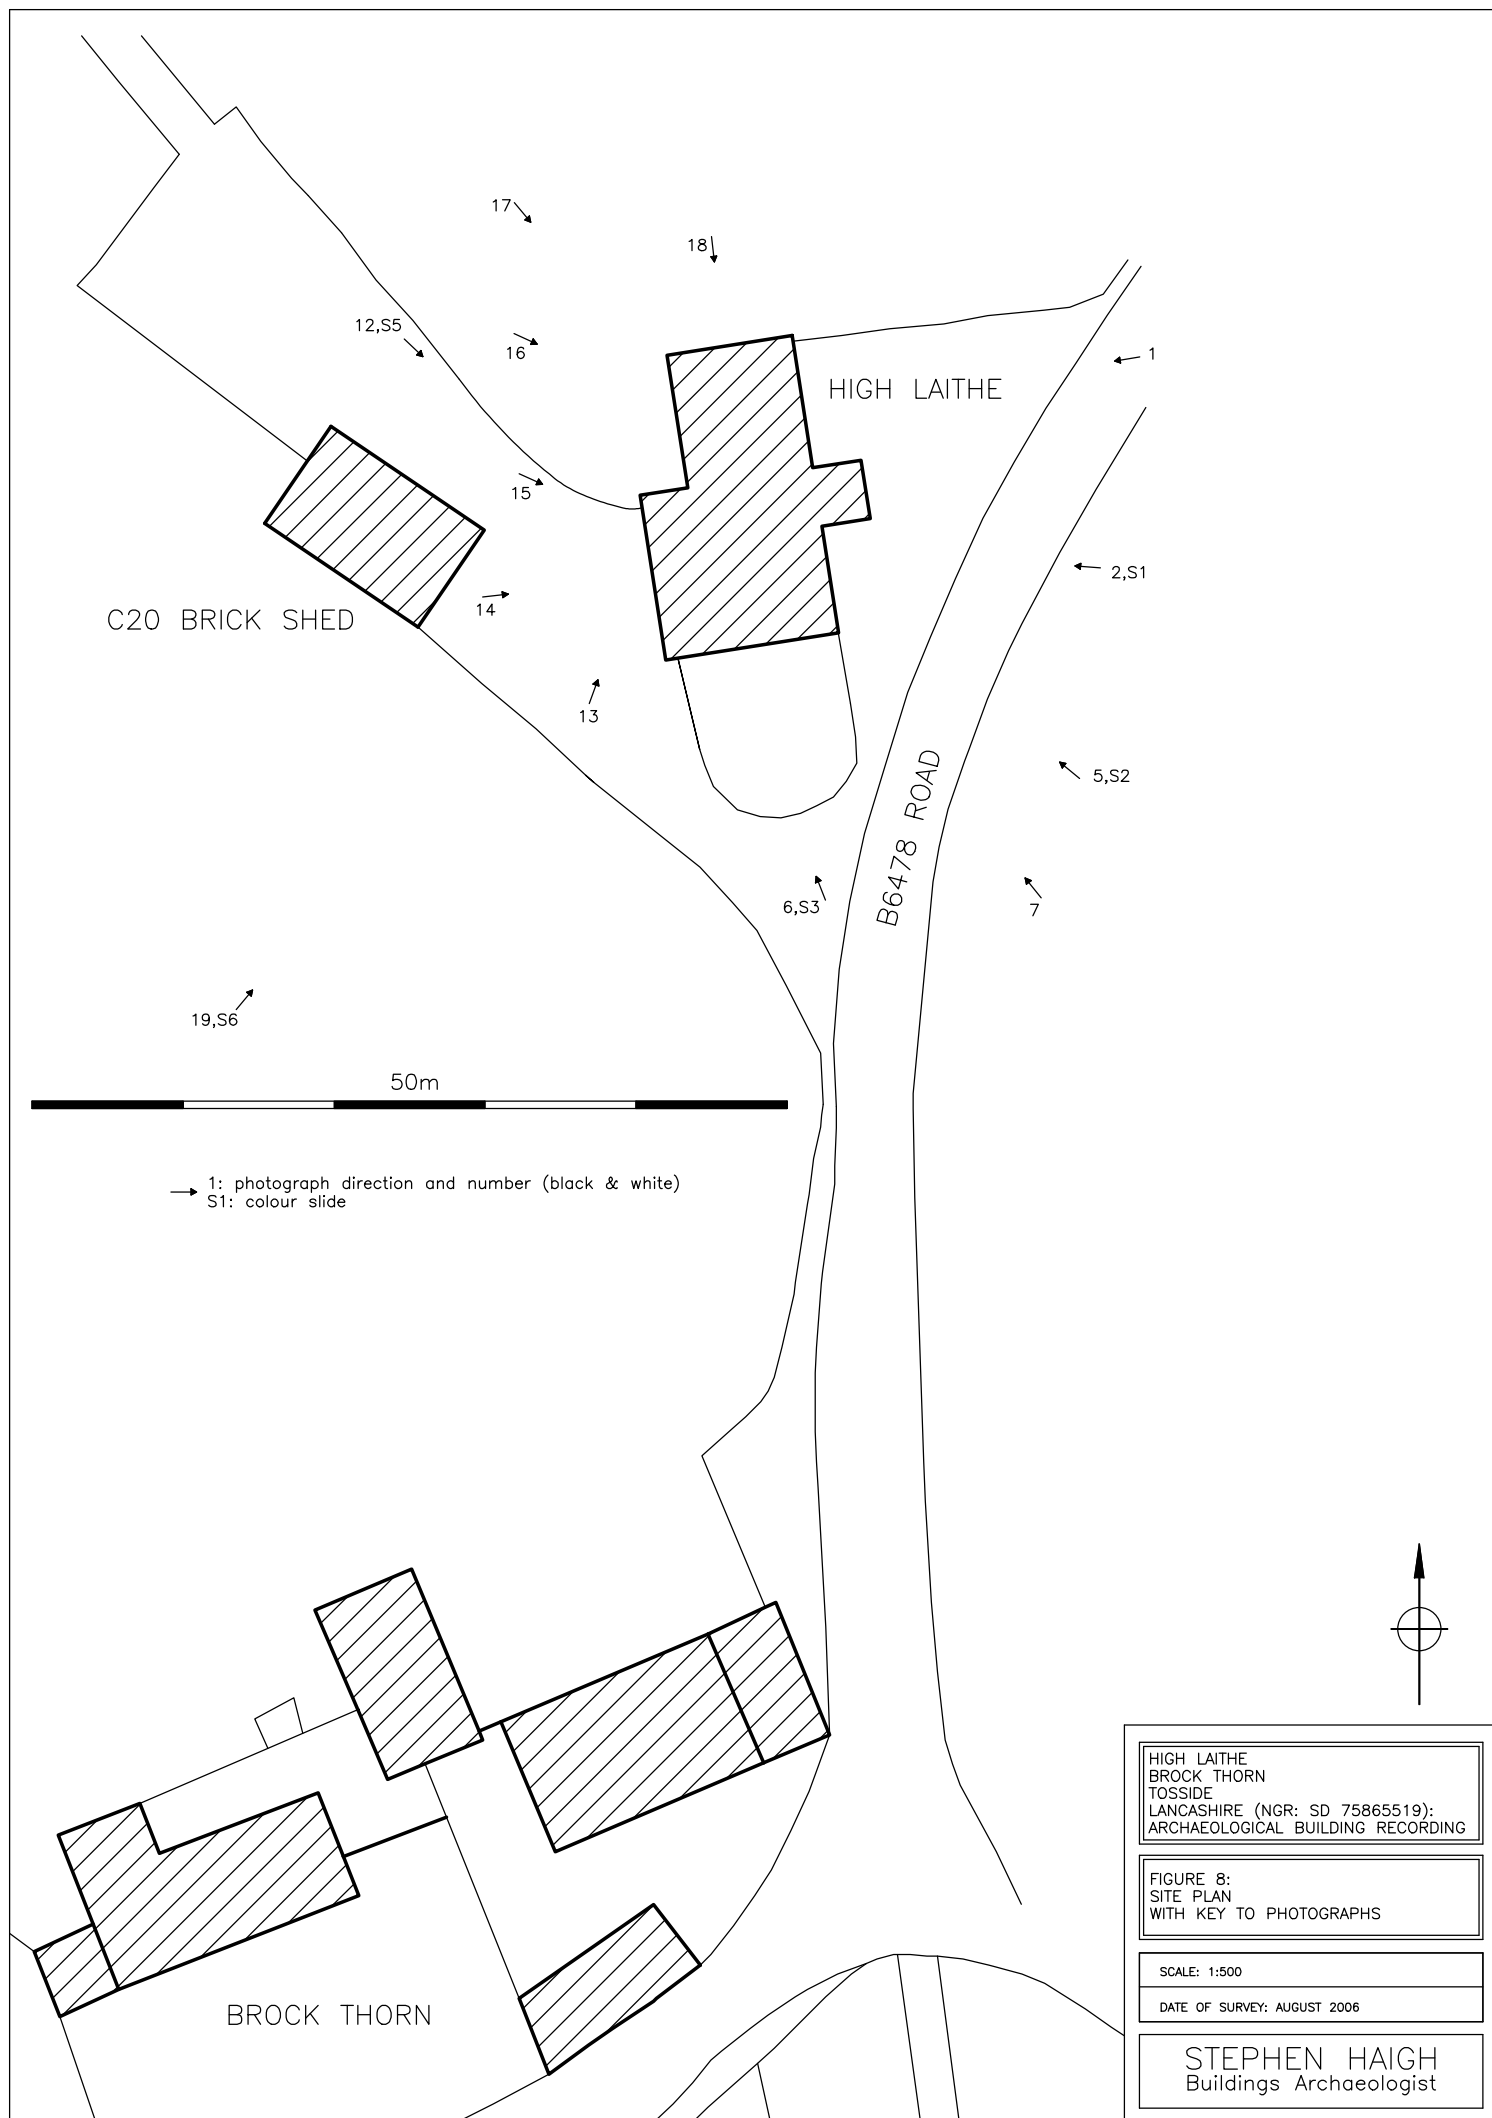 17
18
12,S5
16
1
HIGH LAITHE
15
2,S1
14
C20 BRICK SHED
13
B6478 ROAD
5,S2
6,S3
7
19,S6
50m
1: photograph direction and number (black & white)
S1: colour slide
BROCK THORN
HIGH LAITHE
BROCK THORN
TOSSIDE
LANCASHIRE (NGR: SD 75865519):
ARCHAEOLOGICAL BUILDING RECORDING
FIGURE 8:
SITE PLAN
WITH KEY TO PHOTOGRAPHS
SCALE: 1:500
DATE OF SURVEY: AUGUST 2006
STEPHEN HAIGH
Buildings Archaeologist